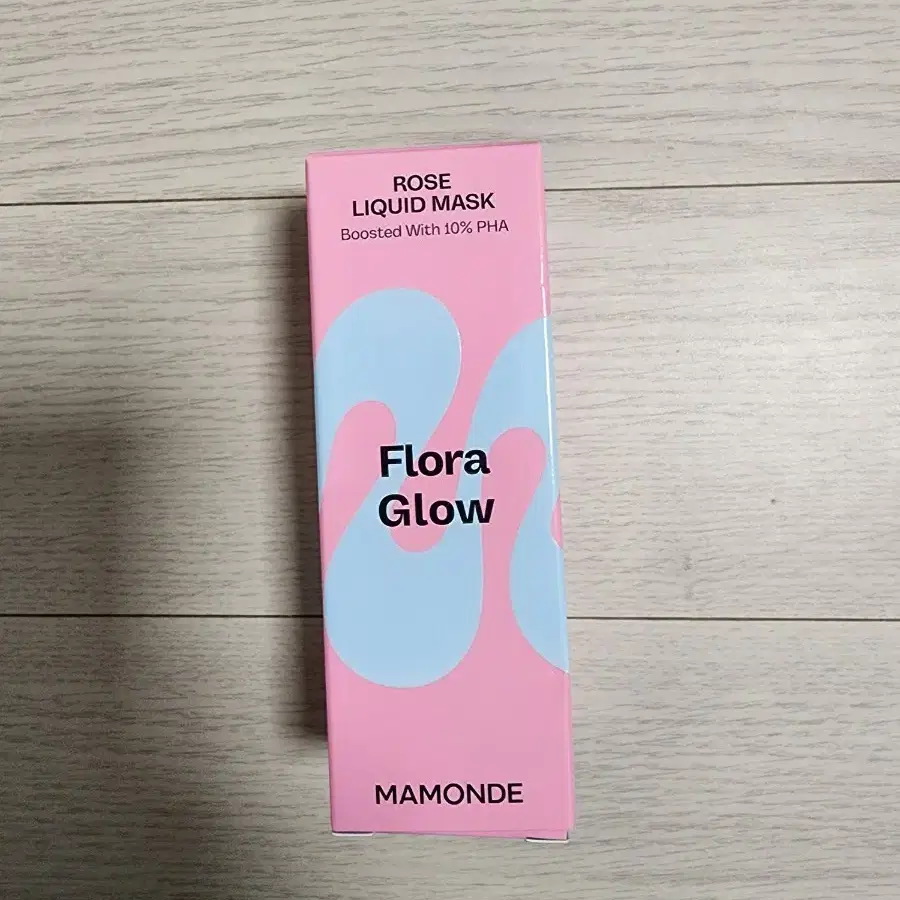 ROSE
LIQUID MASK
Boosted With 10% PHA
Flora
Glow
MAMONDE